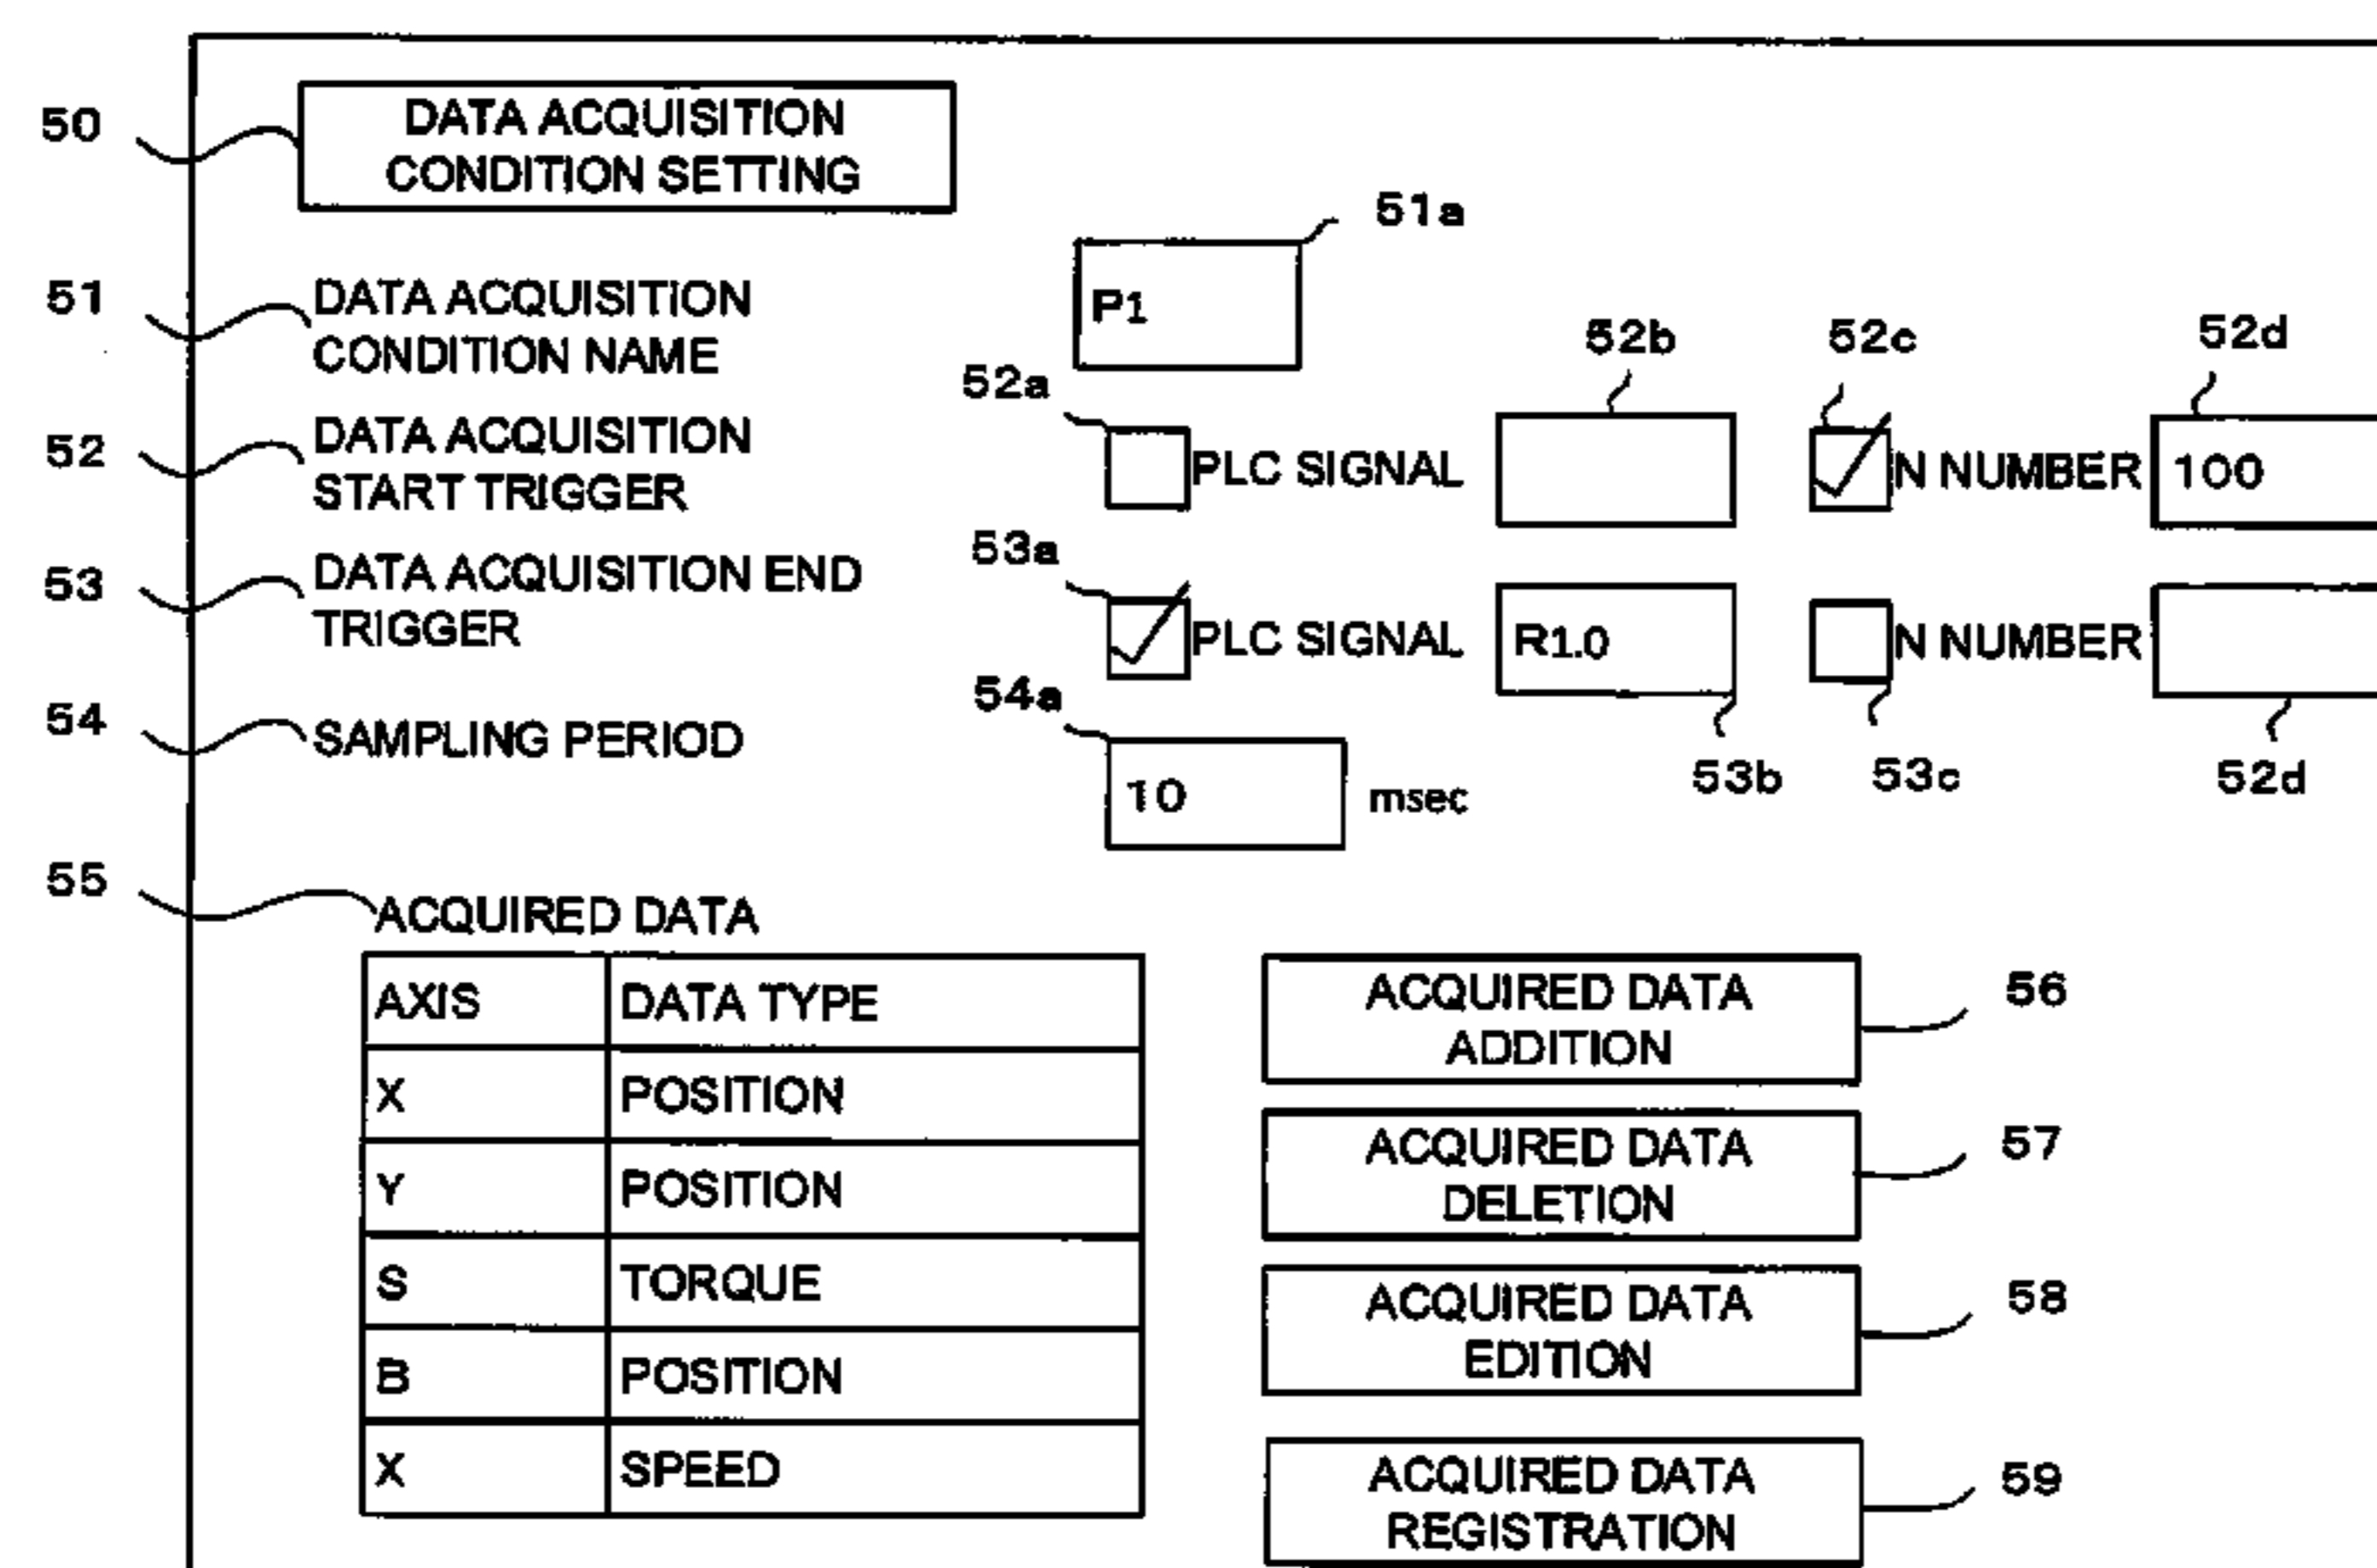 50
DATA ACQUISITION
CONDITION SETTING
51a
51
DATA ACQUISITION
CONDITION NAME
P1
52a
52b
52c
52d
52
DATA ACQUISITION
START TRIGGER
PLC SIGNAL
N NUMBER
100
53a
53
DATA ACQUISITION END
TRIGGER
PLC SIGNAL
R1.0
N NUMBER
53b
53c
52d
54a
54
SAMPLING PERIOD
10
msec
55
ACQUIRED DATA
AXIS DATA TYPE
X POSITION
Y POSITION
S TORQUE
B POSITION
X SPEED
ACQUIRED DATA
ADDITION
56
ACQUIRED DATA
DELETION
57
ACQUIRED DATA
EDITION
58
ACQUIRED DATA
REGISTRATION
59